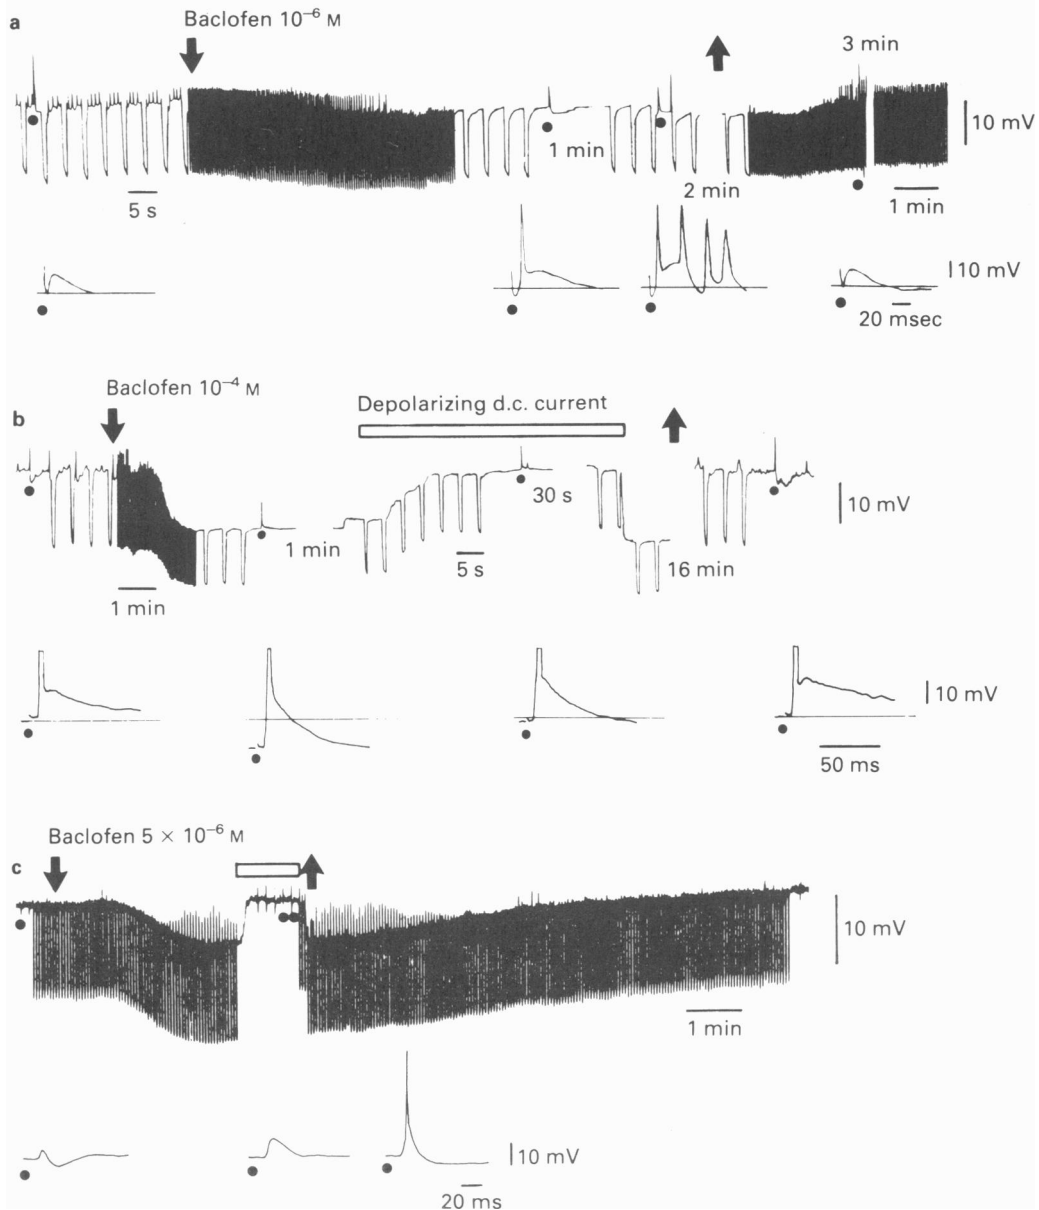 a
Baclofen 10⁻⁶ M
3 min
10 mV
1 min
5 s
2 min
1 min
10 mV
20 msec
Baclofen 10⁻⁴ M
b
Depolarizing d.c. current
10 mV
30 s
1 min
5 s
16 min
1 min
10 mV
50 ms
Baclofen 5 × 10⁻⁶ M
c
10 mV
1 min
10 mV
20 ms